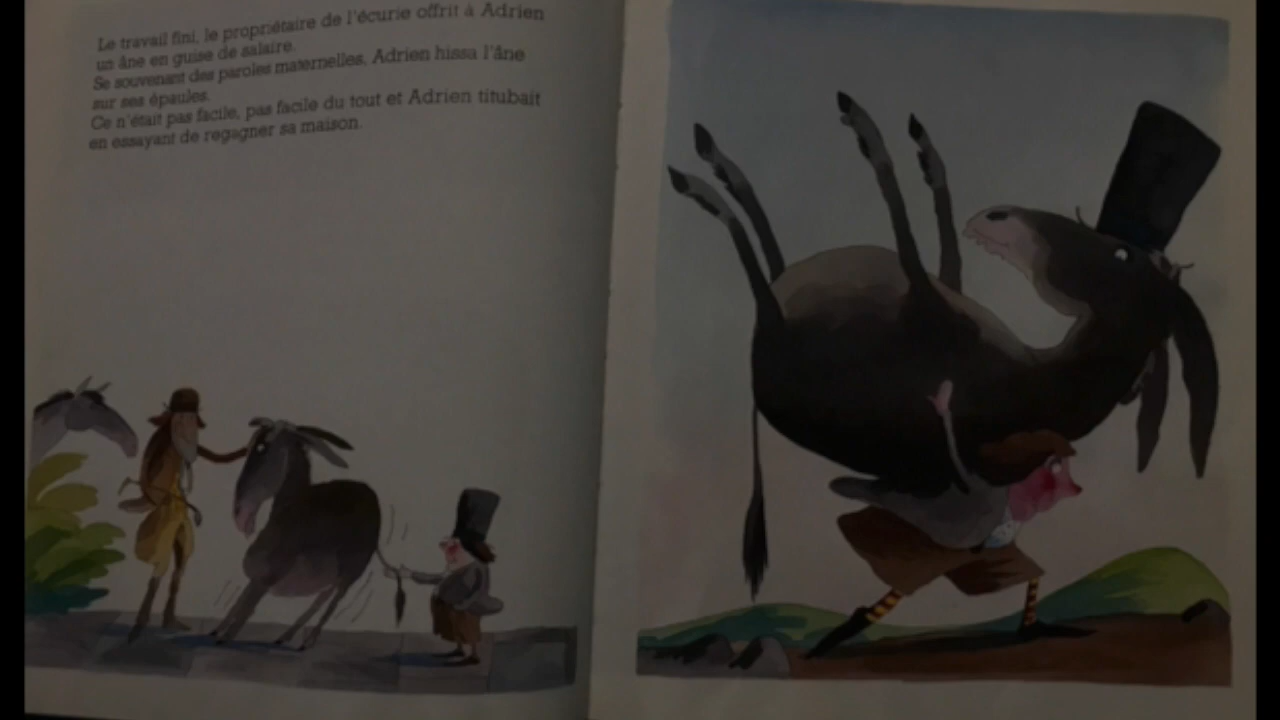 Le travail fini, le propriétaire de l'écurie offrit à Adrien
un âne en guise de salaire.
Se souvenant des paroles maternelles, Adrien hissa l'âne
sur ses épaules.
Ce n'était pas facile, pas facile du tout et Adrien titubait
en essayant de regagner sa maison.